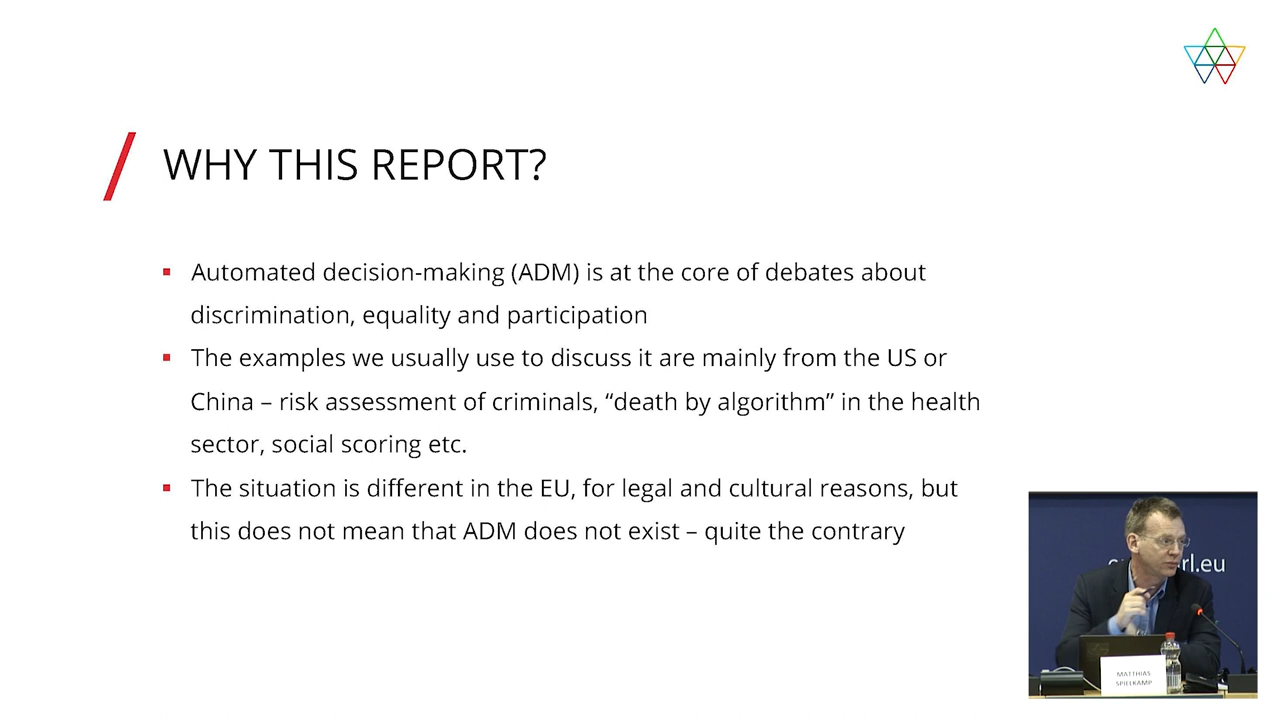 WHY THIS REPORT?
▪ Automated decision-making (ADM) is at the core of debates about
discrimination, equality and participation
▪ The examples we usually use to discuss it are mainly from the US or
China – risk assessment of criminals, “death by algorithm” in the health
sector, social scoring etc.
▪ The situation is different in the EU, for legal and cultural reasons, but
this does not mean that ADM does not exist – quite the contrary
rl.eu
MATTHIAS
SPIELKAMP